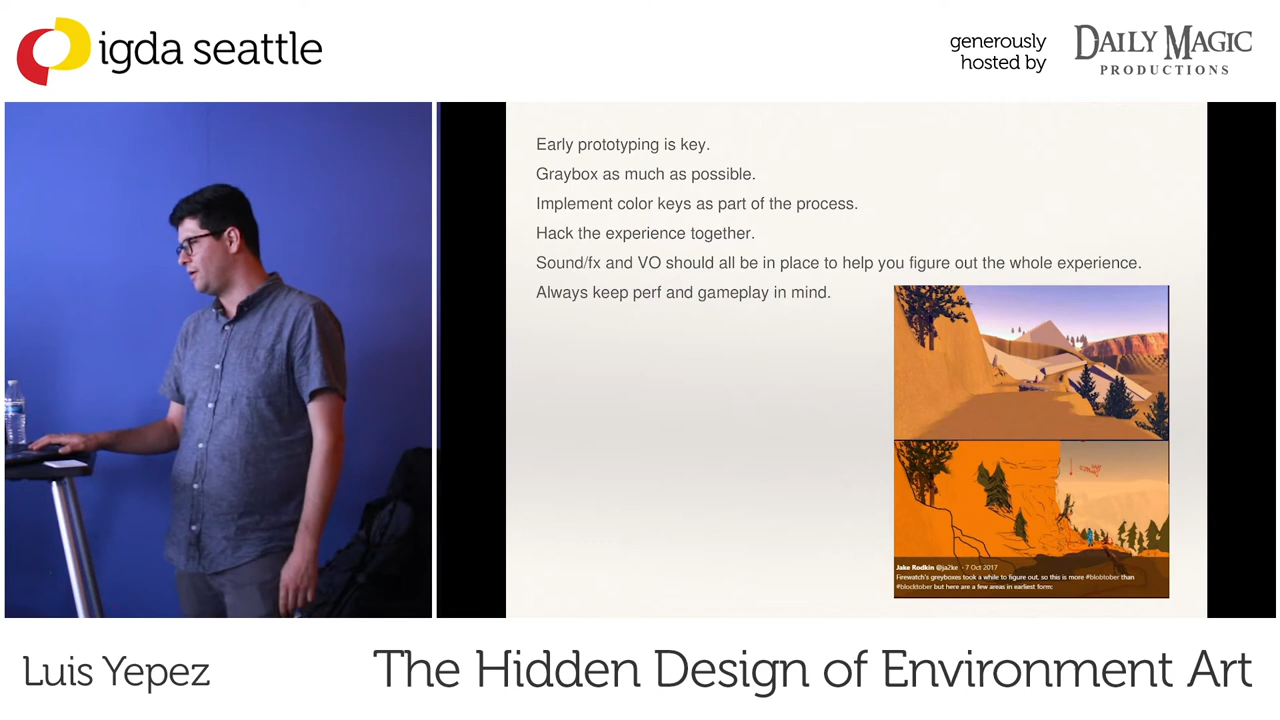 igda seattle
generously
hosted by
DAILY MAGIC
PRODUCTIONS
Early prototyping is key.
Graybox as much as possible.
Implement color keys as part of the process.
Hack the experience together.
Sound/fx and VO should all be in place to help you figure out the whole experience.
Always keep perf and gameplay in mind.
Jake Rodkin @ja2ke · 7 Oct 2017
Firewatch's greyboxes took a while to figure out, so this is more #blobtober than
#blocktober but here are a few areas in earliest form:
Luis Yepez
The Hidden Design of Environment Art